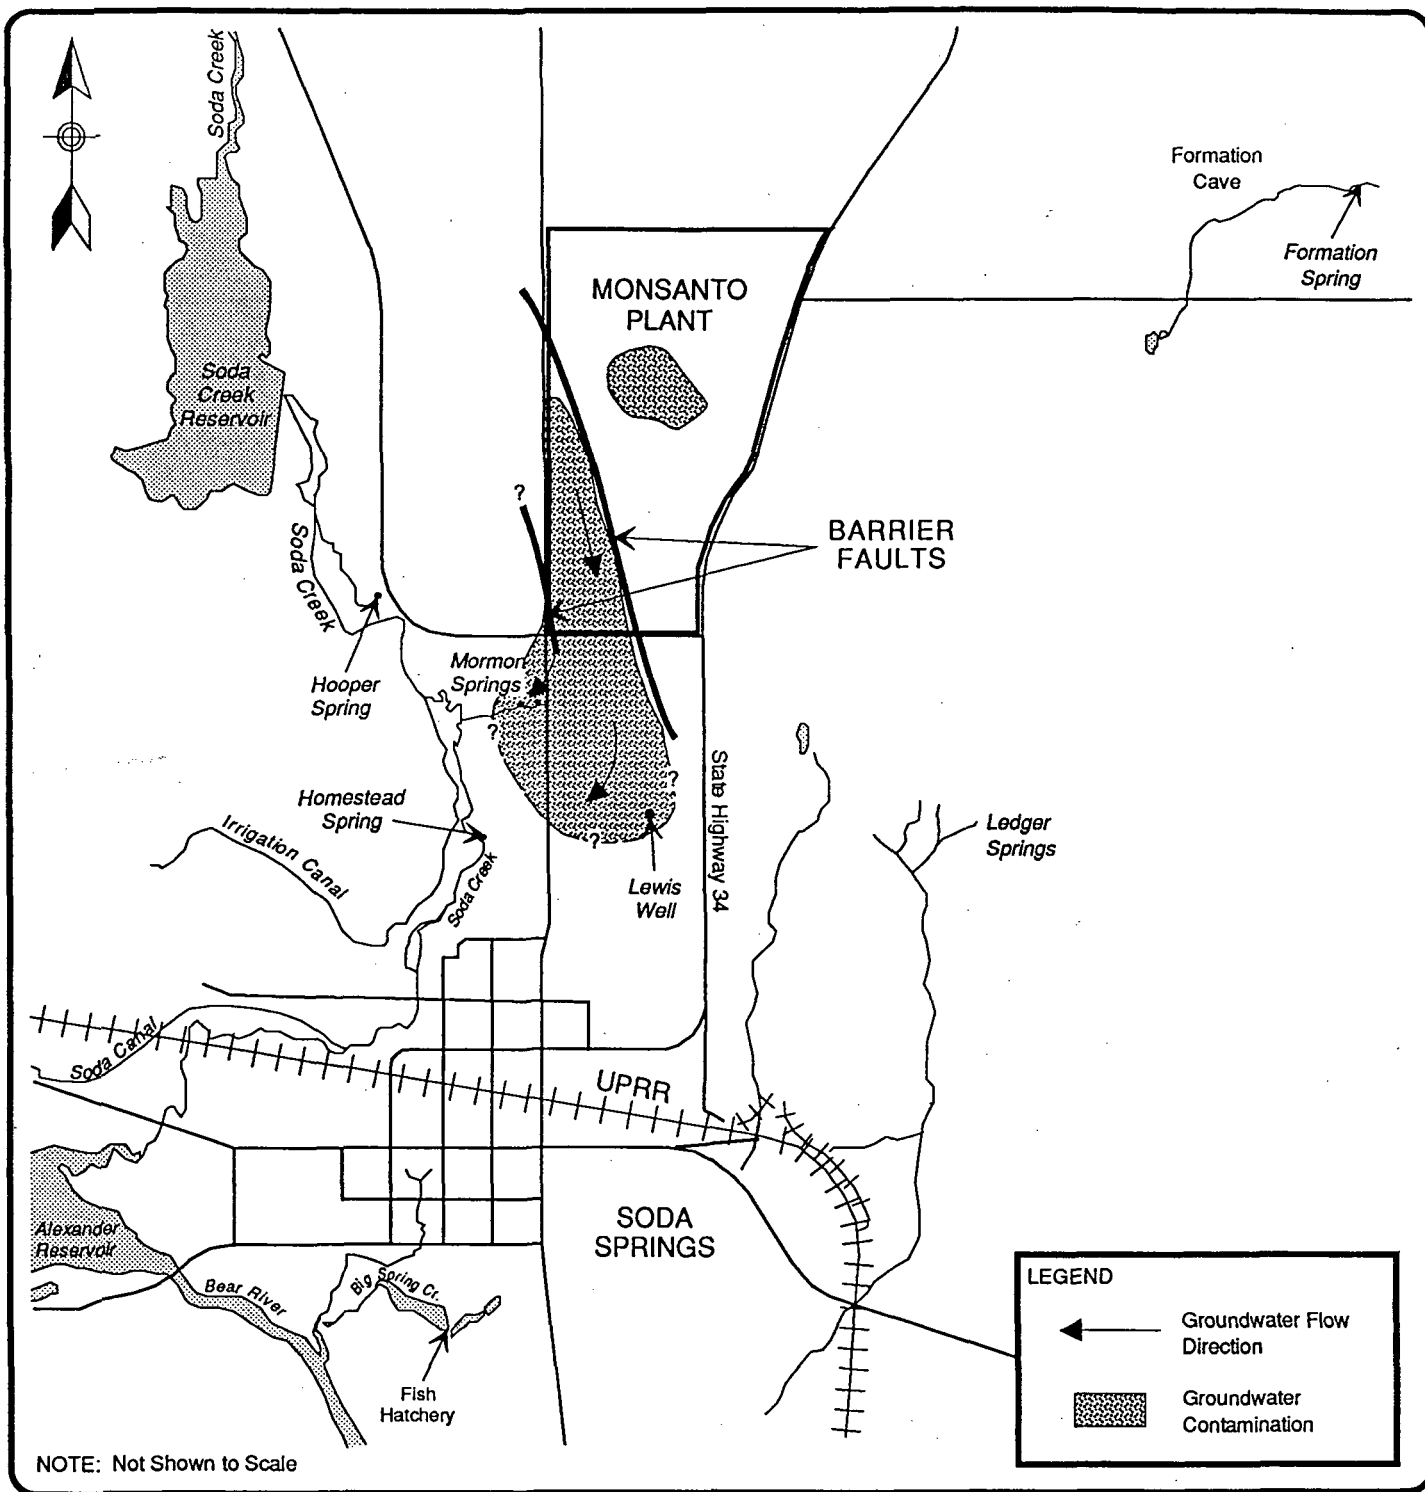 Soda Creek
Formation
Cave
Formation
Spring
MONSANTO
PLANT
Soda
Creek
Reservoir
?
BARRIER
FAULTS
Soda Creek
Hooper
Spring
Mormon
Springs
?
?
State Highway 34
Homestead
Spring
Irrigation Canal
?
Ledger
Springs
Lewis
Well
Soda Creek
Soda Canal
UPRR
SODA
SPRINGS
Alexander
Reservoir
Bear River
Big Spring Cr.
Fish
Hatchery
LEGEND
Groundwater Flow
Direction
Groundwater
Contamination
NOTE: Not Shown to Scale